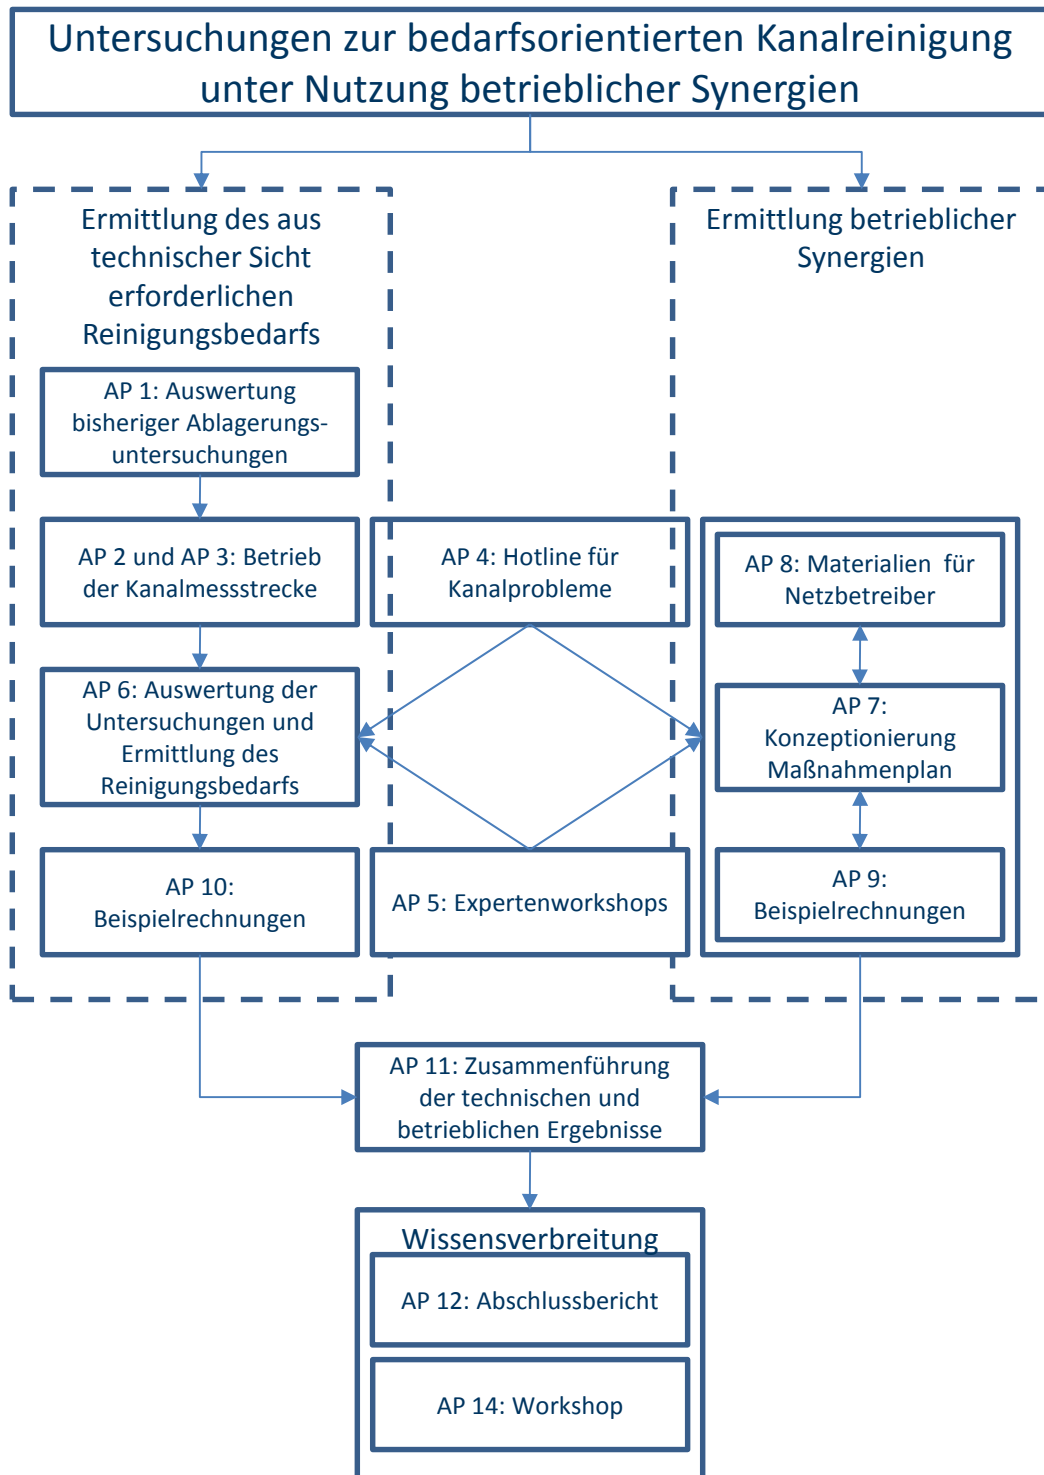 Untersuchungen zur bedarfsorientierten Kanalreinigung
unter Nutzung betrieblicher Synergien
Ermittlung des aus
technischer Sicht
erforderlichen
Reinigungsbedarfs
Ermittlung betrieblicher
Synergien
AP 1: Auswertung
bisheriger Ablagerungs-
untersuchungen
AP 2 und AP 3: Betrieb
der Kanalmessstrecke
AP 4: Hotline für
Kanalprobleme
AP 8: Materialien für
Netzbetreiber
AP 6: Auswertung der
Untersuchungen und
Ermittlung des
Reinigungsbedarfs
AP 7:
Konzeptionierung
Maßnahmenplan
AP 10:
Beispielrechnungen
AP 5: Expertenworkshops
AP 9:
Beispielrechnungen
AP 11: Zusammenführung
der technischen und
betrieblichen Ergebnisse
Wissensverbreitung
AP 12: Abschlussbericht
AP 14: Workshop